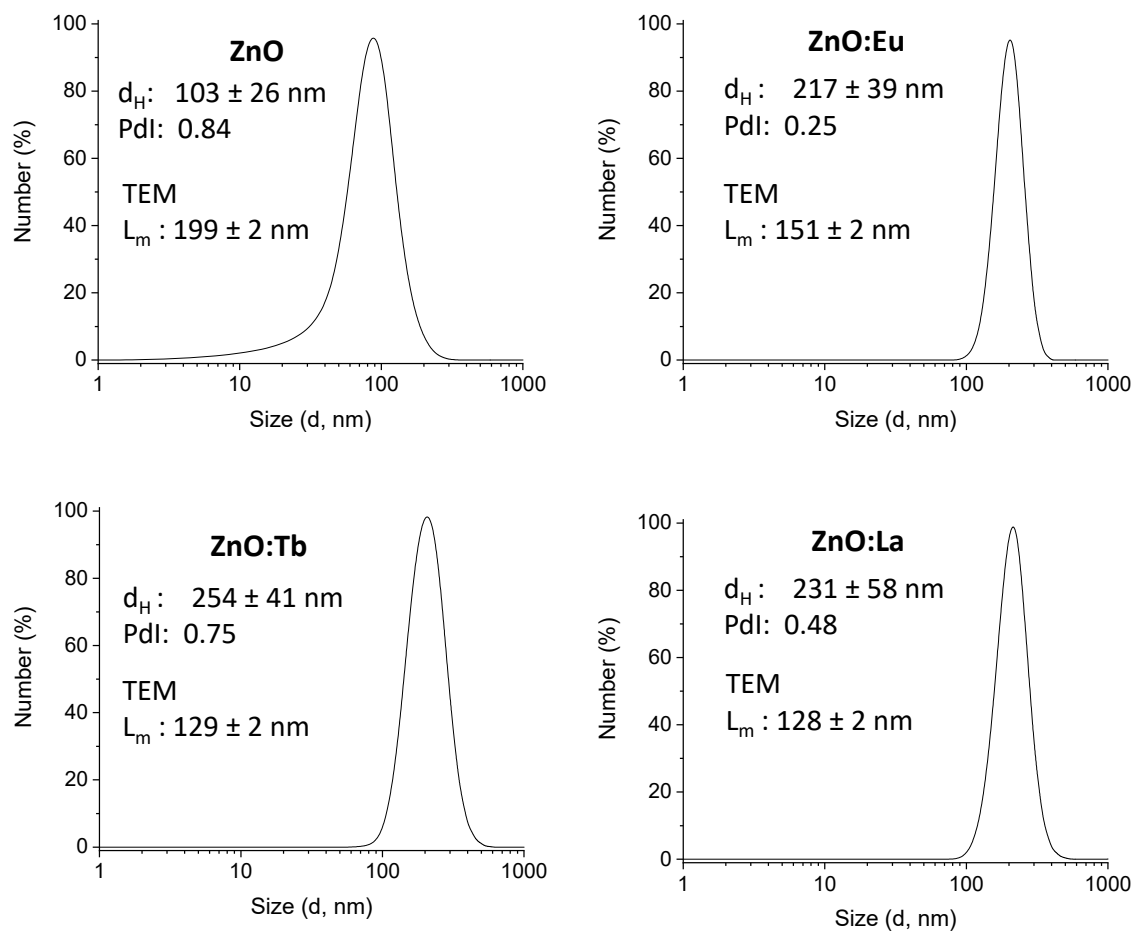 ZnO
d_H: 103 ± 26 nm
PdI: 0.84
TEM
L_m : 199 ± 2 nm
Number (%)
100
80
60
40
20
0
1 10 100 1000
Size (d, nm)
ZnO:Eu
d_H : 217 ± 39 nm
PdI: 0.25
TEM
L_m : 151 ± 2 nm
Number (%)
100
80
60
40
20
0
1 10 100 1000
Size (d, nm)
ZnO:Tb
d_H : 254 ± 41 nm
PdI: 0.75
TEM
L_m : 129 ± 2 nm
Number (%)
100
80
60
40
20
0
1 10 100 1000
Size (d, nm)
ZnO:La
d_H : 231 ± 58 nm
PdI: 0.48
TEM
L_m : 128 ± 2 nm
Number (%)
100
80
60
40
20
0
1 10 100 1000
Size (d, nm)